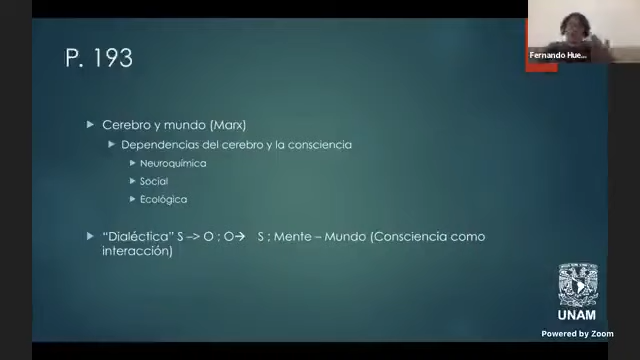 P. 193
Fernando Hue...
Cerebro y mundo (Marx)
Dependencias del cerebro y la consciencia
Neuroquímica
Social
Ecológica
“Dialéctica” S –> O ; O→ S ; Mente – Mundo (Consciencia como
interacción)
UNAM
Powered by Zoom